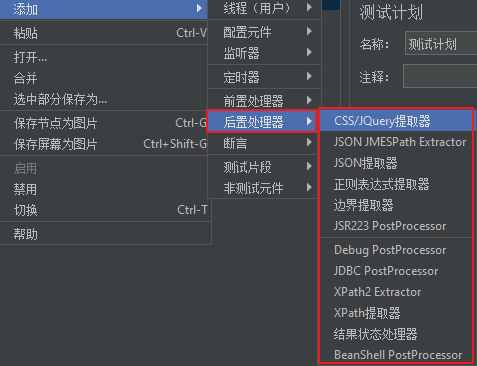 添加
粘贴 Ctrl-V
打开...
合并
选中部分保存为...
保存节点为图片 Ctrl-G
保存屏幕为图片 Ctrl+Shift-G
启用
禁用
切换 Ctrl-T
帮助
线程（用户）
配置元件
监听器
定时器
前置处理器
后置处理器
断言
测试片段
非测试元件
CSS/JQuery提取器
JSON JMESPath Extractor
JSON提取器
正则表达式提取器
边界提取器
JSR223 PostProcessor
Debug PostProcessor
JDBC PostProcessor
XPath2 Extractor
XPath提取器
结果状态处理器
BeanShell PostProcessor
测试计划
名称： 测试计划
注释：